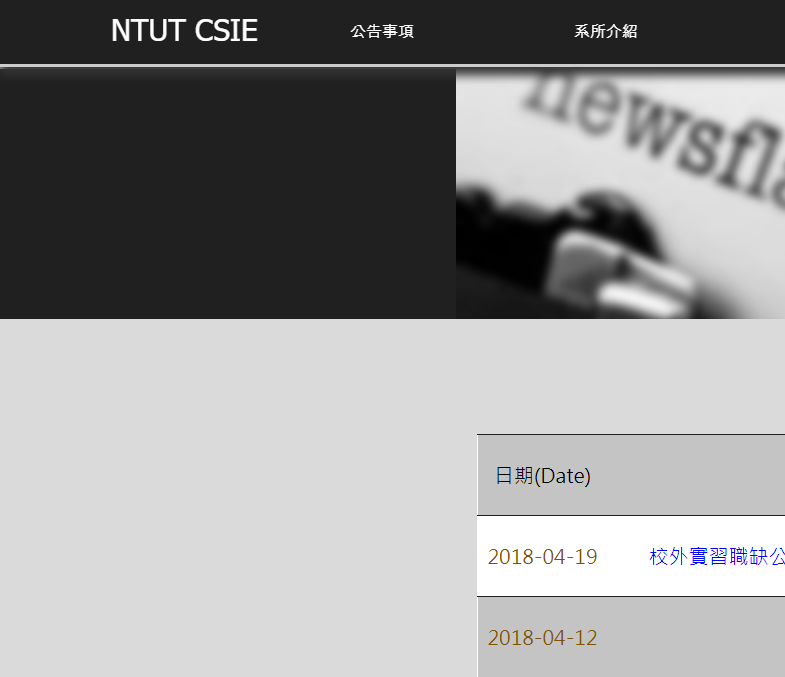 NTUT CSIE
公告事項
系所介紹
newsfla
日期(Date)
2018-04-19 校外實習職缺公
2018-04-12